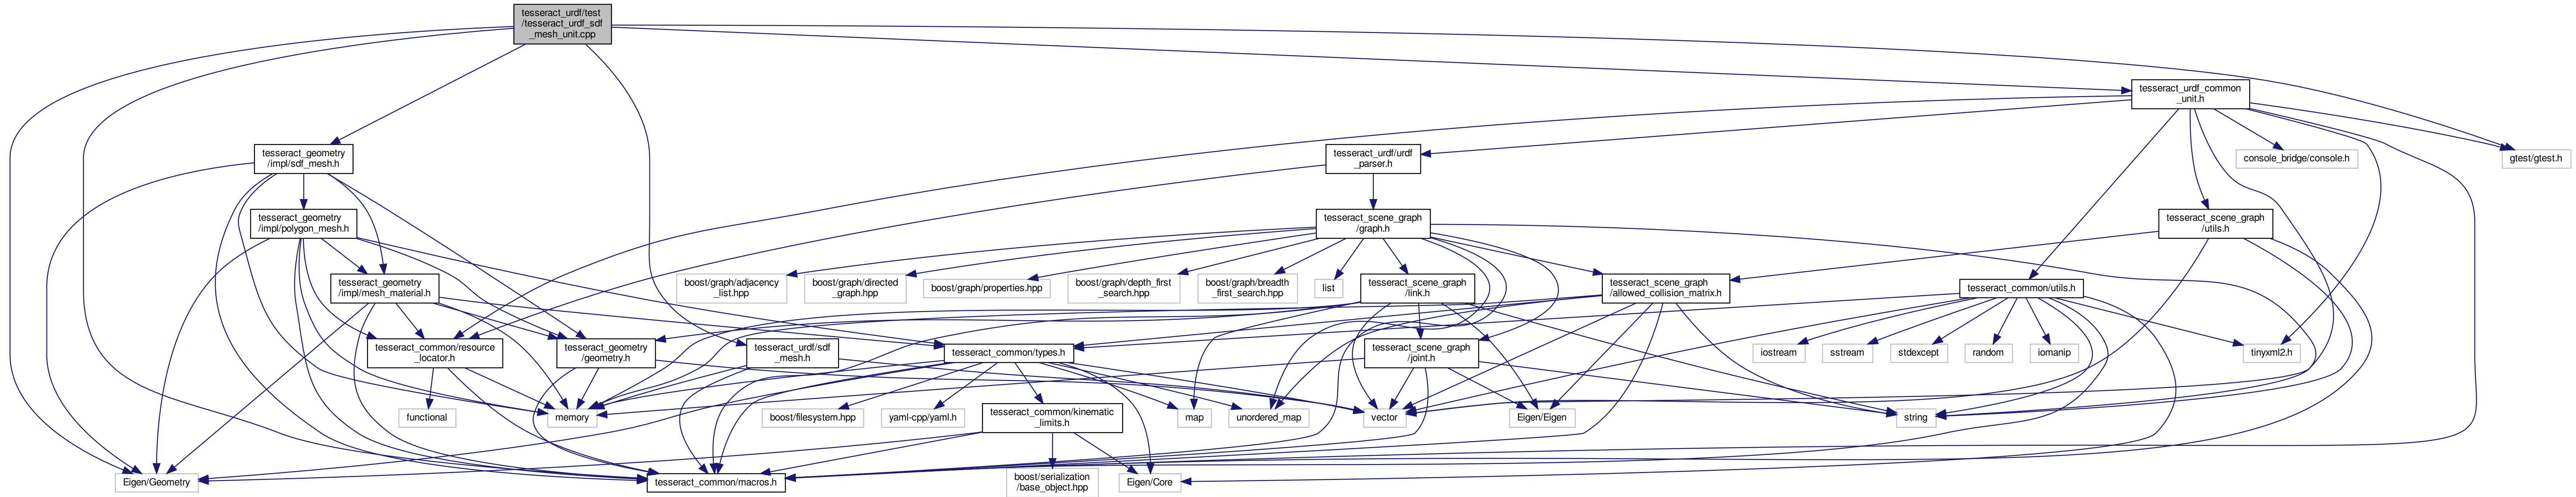 tesseract_urdf/test
/tesseract_urdf_sdf
_mesh_unit.cpp
tesseract_urdf_common
_unit.h
tesseract_geometry
/impl/sdf_mesh.h
tesseract_urdf/urdf
_parser.h
console_bridge/console.h
gtest/gtest.h
tesseract_geometry
/impl/polygon_mesh.h
tesseract_scene_graph
/graph.h
tesseract_scene_graph
/utils.h
tesseract_geometry
/impl/mesh_material.h
boost/graph/adjacency
_list.hpp
boost/graph/directed
_graph.hpp
boost/graph/properties.hpp
boost/graph/depth_first
_search.hpp
boost/graph/breadth
_first_search.hpp
list
tesseract_scene_graph
/link.h
tesseract_scene_graph
/allowed_collision_matrix.h
tesseract_common/utils.h
tesseract_common/resource
_locator.h
tesseract_geometry
/geometry.h
tesseract_urdf/sdf
_mesh.h
tesseract_common/types.h
tesseract_scene_graph
/joint.h
iostream
sstream
stdexcept
random
iomanip
tinyxml2.h
functional
memory
boost/filesystem.hpp
yaml-cpp/yaml.h
tesseract_common/kinematic
_limits.h
map
unordered_map
vector
Eigen/Eigen
string
Eigen/Geometry
tesseract_common/macros.h
boost/serialization
/base_object.hpp
Eigen/Core